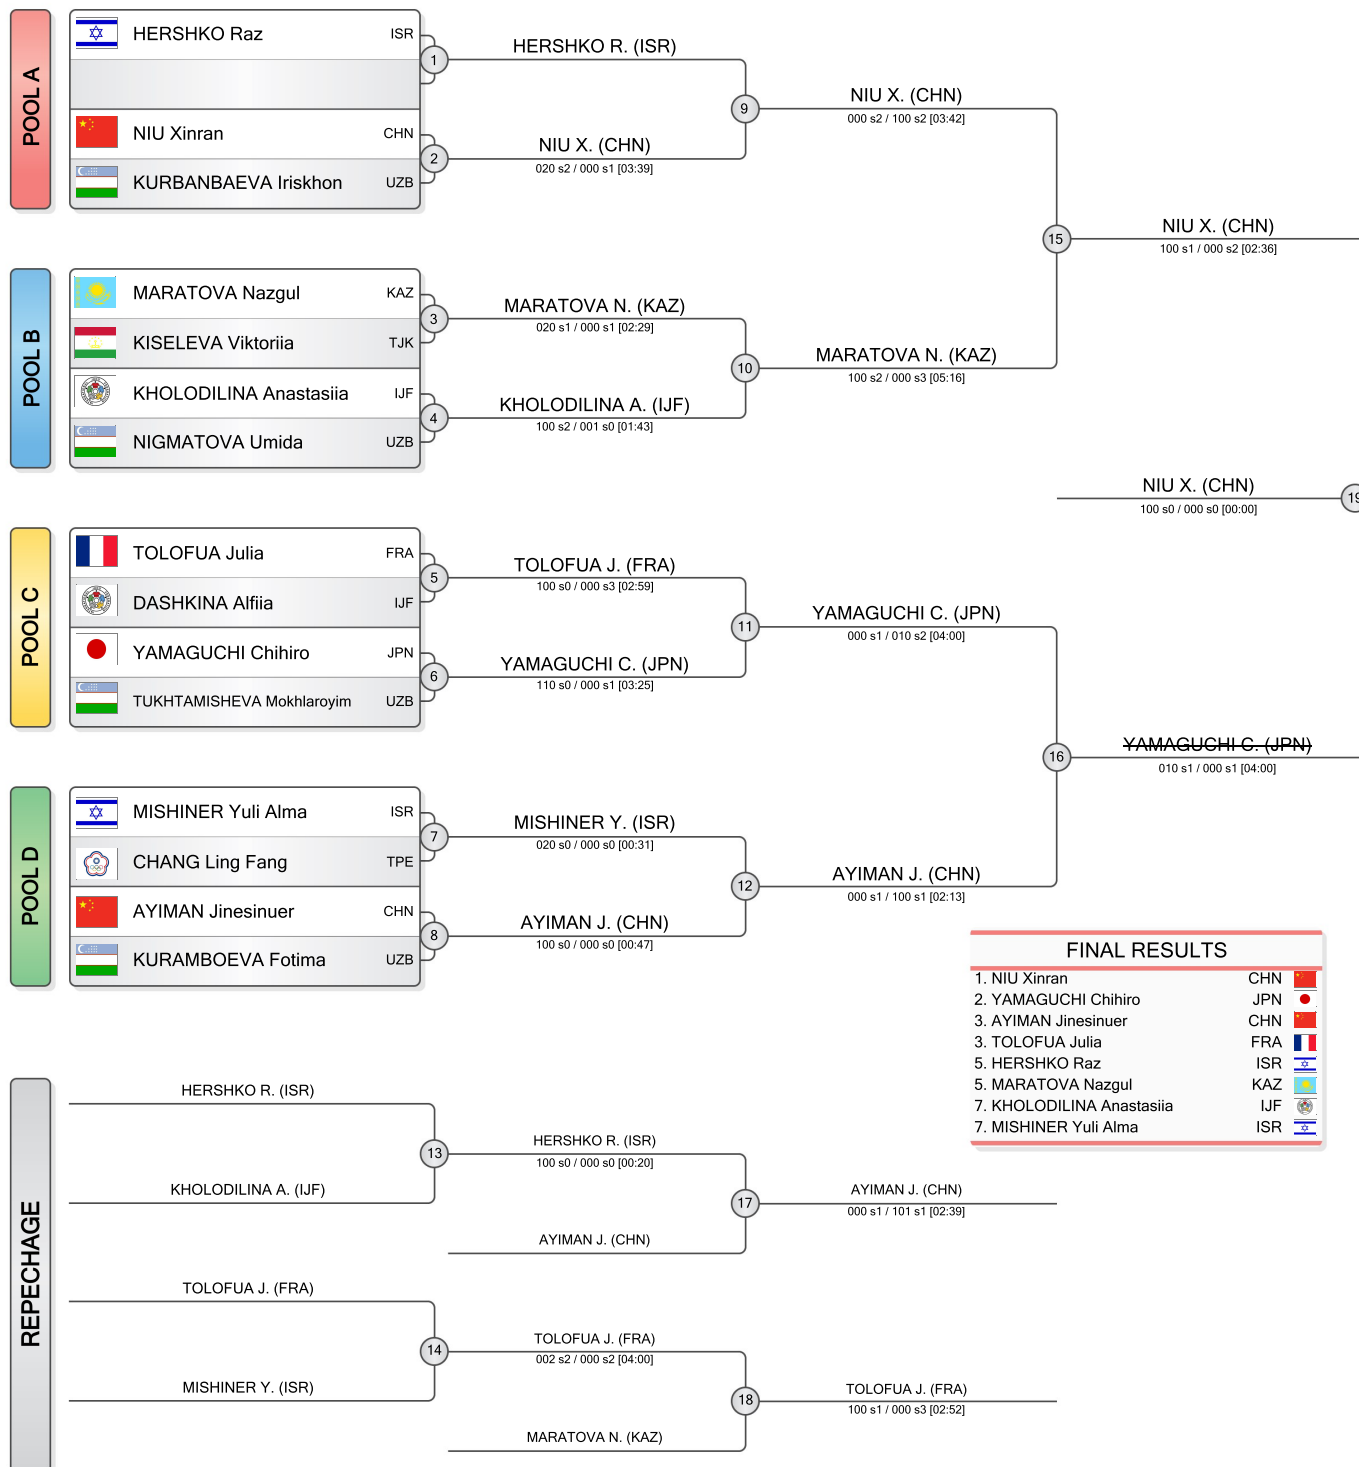 POOL A
HERSHKO Raz ISR
1
HERSHKO R. (ISR)
NIU Xinran CHN
KURBANBAEVA Iriskhon UZB
2
NIU X. (CHN)
020 s2 / 000 s1 [03:39]
9
NIU X. (CHN)
000 s2 / 100 s2 [03:42]
15
NIU X. (CHN)
100 s1 / 000 s2 [02:36]
POOL B
MARATOVA Nazgul KAZ
KISELEVA Viktoriia TJK
3
MARATOVA N. (KAZ)
020 s1 / 000 s1 [02:29]
KHOLODILINA Anastasiia IJF
NIGMATOVA Umida UZB
4
KHOLODILINA A. (IJF)
100 s2 / 001 s0 [01:43]
10
MARATOVA N. (KAZ)
100 s2 / 000 s3 [05:16]
NIU X. (CHN)
100 s0 / 000 s0 [00:00]
19
POOL C
TOLOFUA Julia FRA
DASHKINA Alfiia IJF
5
TOLOFUA J. (FRA)
100 s0 / 000 s3 [02:59]
YAMAGUCHI Chihiro JPN
TUKHTAMISHEVA Mokhlaroyim UZB
6
YAMAGUCHI C. (JPN)
110 s0 / 000 s1 [03:25]
11
YAMAGUCHI C. (JPN)
000 s1 / 010 s2 [04:00]
16
YAMAGUCHI C. (JPN)
010 s1 / 000 s1 [04:00]
POOL D
MISHINER Yuli Alma ISR
CHANG Ling Fang TPE
7
MISHINER Y. (ISR)
020 s0 / 000 s0 [00:31]
AYIMAN Jinesinuer CHN
KURAMBOEVA Fotima UZB
8
AYIMAN J. (CHN)
100 s0 / 000 s0 [00:47]
12
AYIMAN J. (CHN)
000 s1 / 100 s1 [02:13]
FINAL RESULTS
1. NIU Xinran CHN
2. YAMAGUCHI Chihiro JPN
3. AYIMAN Jinesinuer CHN
3. TOLOFUA Julia FRA
5. HERSHKO Raz ISR
5. MARATOVA Nazgul KAZ
7. KHOLODILINA Anastasiia IJF
7. MISHINER Yuli Alma ISR
REPECHAGE
HERSHKO R. (ISR)
KHOLODILINA A. (IJF)
13
HERSHKO R. (ISR)
100 s0 / 000 s0 [00:20]
AYIMAN J. (CHN)
17
AYIMAN J. (CHN)
000 s1 / 101 s1 [02:39]
TOLOFUA J. (FRA)
MISHINER Y. (ISR)
14
TOLOFUA J. (FRA)
002 s2 / 000 s2 [04:00]
MARATOVA N. (KAZ)
18
TOLOFUA J. (FRA)
100 s1 / 000 s3 [02:52]